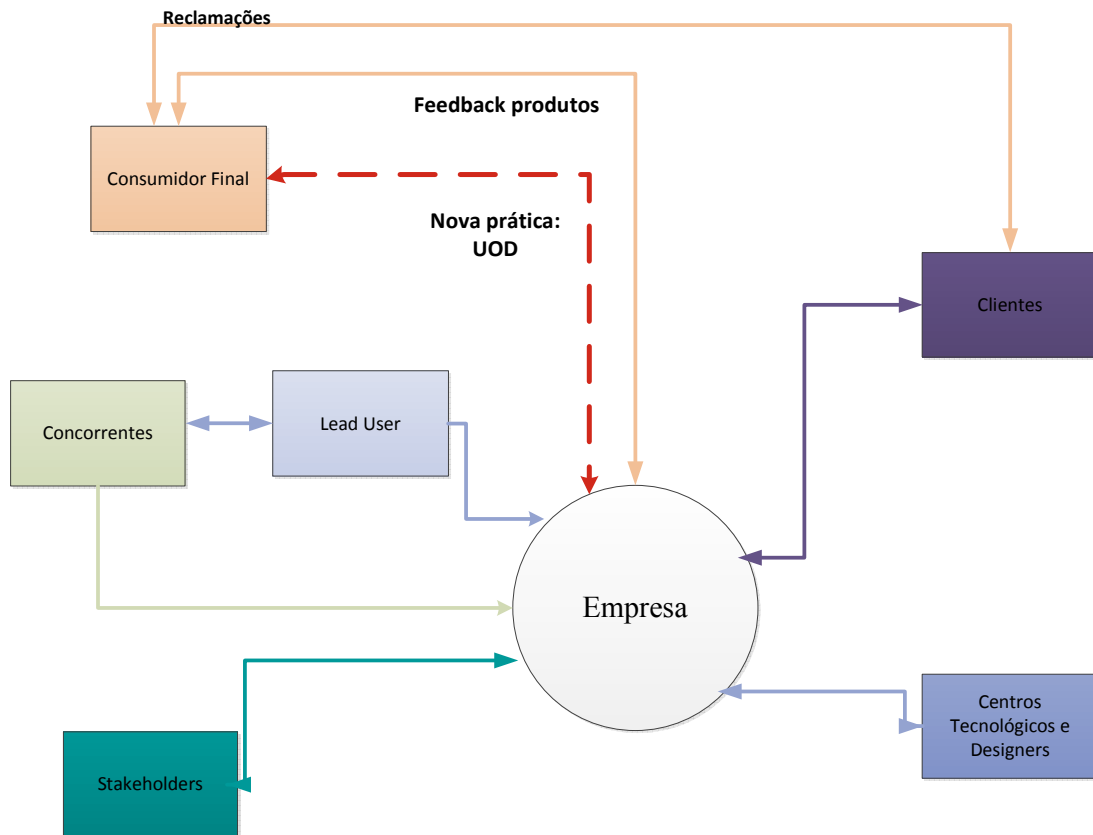 Reclamações
Feedback produtos
Consumidor Final
Nova prática:
UOD
Clientes
Concorrentes
Lead User
Empresa
Centros
Tecnológicos e
Designers
Stakeholders